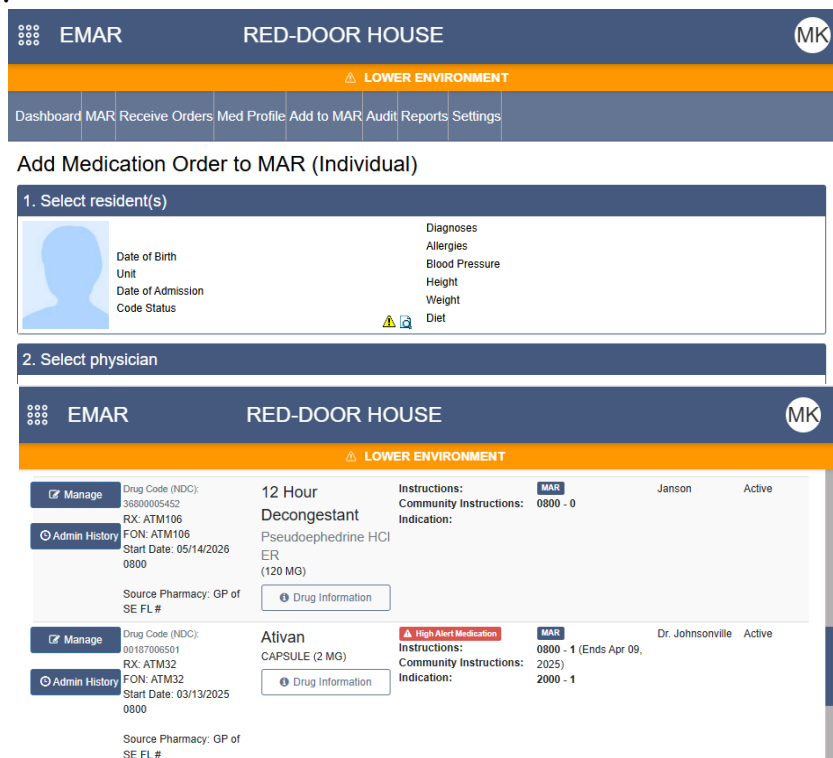 EMAR RED-DOOR HOUSE MK
LOWER ENVIRONMENT
Dashboard MAR Receive Orders Med Profile Add to MAR Audit Reports Settings
Add Medication Order to MAR (Individual)
1. Select resident(s)
Date of Birth
Unit
Date of Admission
Code Status
Diagnoses
Allergies
Blood Pressure
Height
Weight
Diet
2. Select physician
EMAR RED-DOOR HOUSE MK
LOWER ENVIRONMENT
Manage
Admin History
Drug Code (NDC):
36800005452
RX: ATM106
FON: ATM106
Start Date: 05/14/2026
0800
Source Pharmacy: GP of
SE FL #
12 Hour
Decongestant
Pseudoephedrine HCl
ER
(120 MG)
Drug Information
Instructions:
Community Instructions:
Indication:
MAR
0800 - 0
Janson
Active
Manage
Admin History
Drug Code (NDC):
00187006501
RX: ATM32
FON: ATM32
Start Date: 03/13/2025
0800
Source Pharmacy: GP of
SE FL #
Ativan
CAPSULE (2 MG)
Drug Information
High Alert Medication
Instructions:
Community Instructions:
Indication:
MAR
0800 - 1 (Ends Apr 09,
2025)
2000 - 1
Dr. Johnsonville
Active